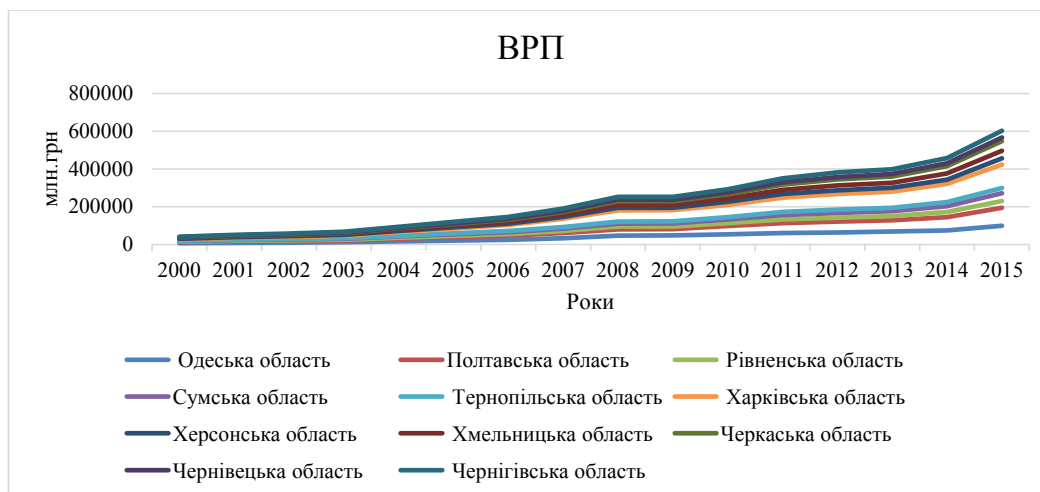 ВРП
млн.грн
800000
600000
400000
200000
0
2000 2001 2002 2003 2004 2005 2006 2007 2008 2009 2010 2011 2012 2013 2014 2015
Роки
Одеська область Полтавська область Рівненська область
Сумська область Тернопільська область Харківська область
Херсонська область Хмельницька область Черкаська область
Чернівецька область Чернігівська область